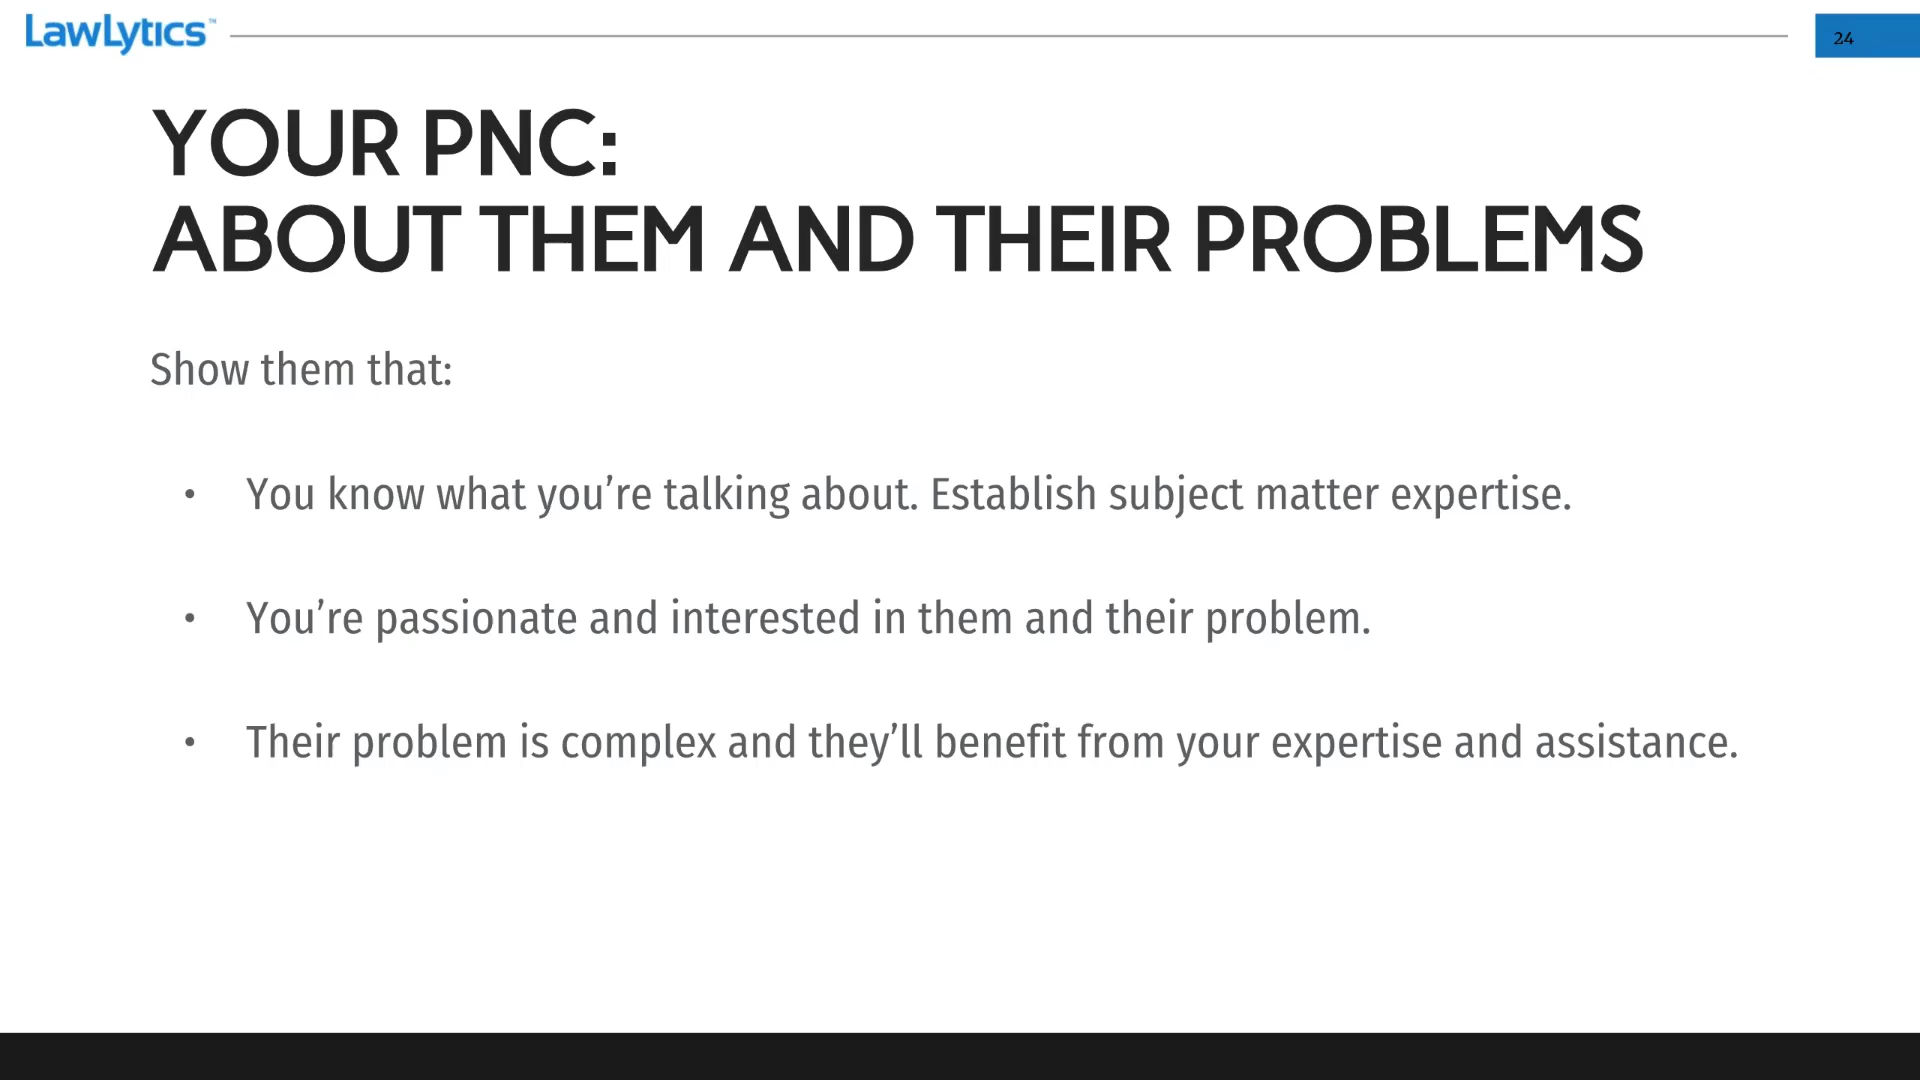 LawLytics™
24
YOUR PNC:
ABOUT THEM AND THEIR PROBLEMS
Show them that:
• You know what you’re talking about. Establish subject matter expertise.
• You’re passionate and interested in them and their problem.
• Their problem is complex and they’ll benefit from your expertise and assistance.